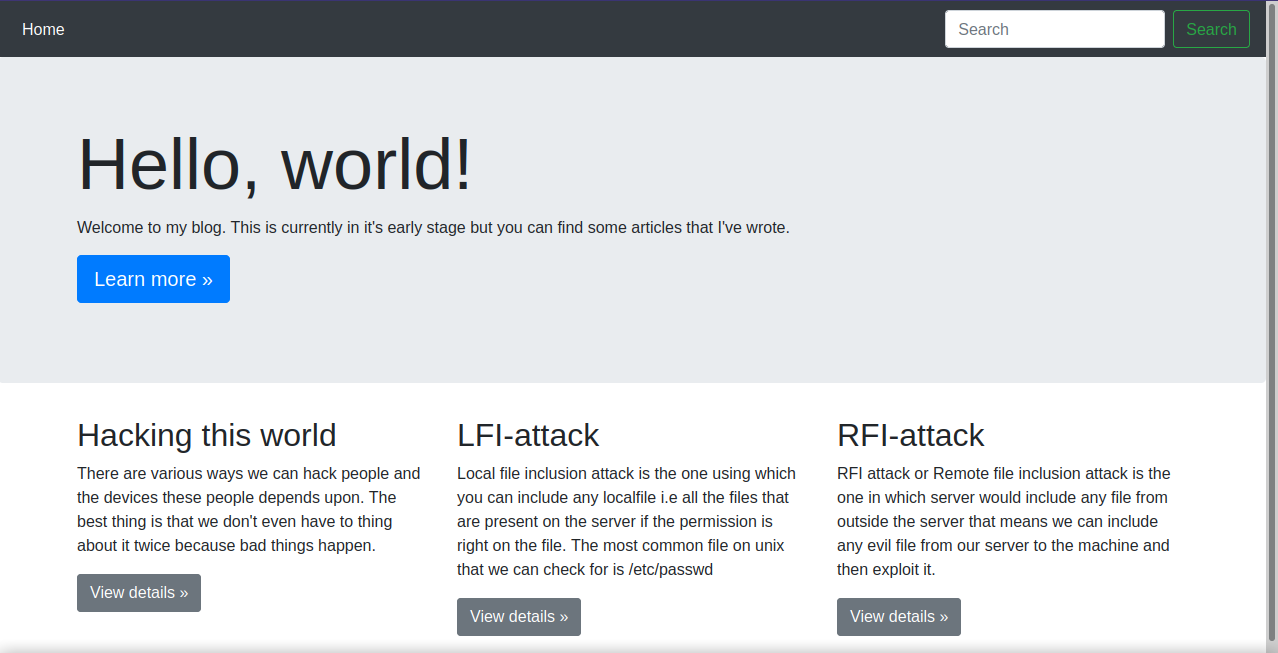 Home
Search
Search
Hello, world!
Welcome to my blog. This is currently in it's early stage but you can find some articles that I've wrote.
Learn more »
Hacking this world
There are various ways we can hack people and
the devices these people depends upon. The
best thing is that we don't even have to thing
about it twice because bad things happen.
View details »
LFI-attack
Local file inclusion attack is the one using which
you can include any localfile i.e all the files that
are present on the server if the permission is
right on the file. The most common file on unix
that we can check for is /etc/passwd
View details »
RFI-attack
RFI attack or Remote file inclusion attack is the
one in which server would include any file from
outside the server that means we can include
any evil file from our server to the machine and
then exploit it.
View details »